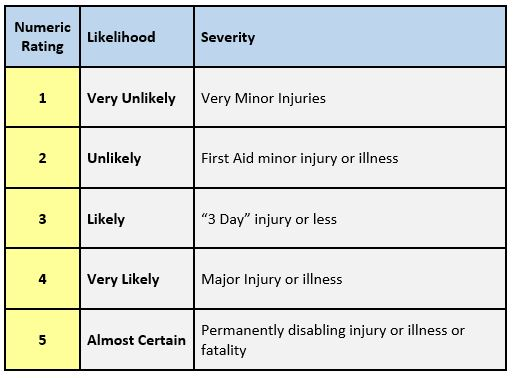 Numeric Rating Likelihood Severity
1 Very Unlikely Very Minor Injuries
2 Unlikely First Aid minor injury or illness
3 Likely “3 Day” injury or less
4 Very Likely Major Injury or illness
5 Almost Certain Permanently disabling injury or illness or
fatality